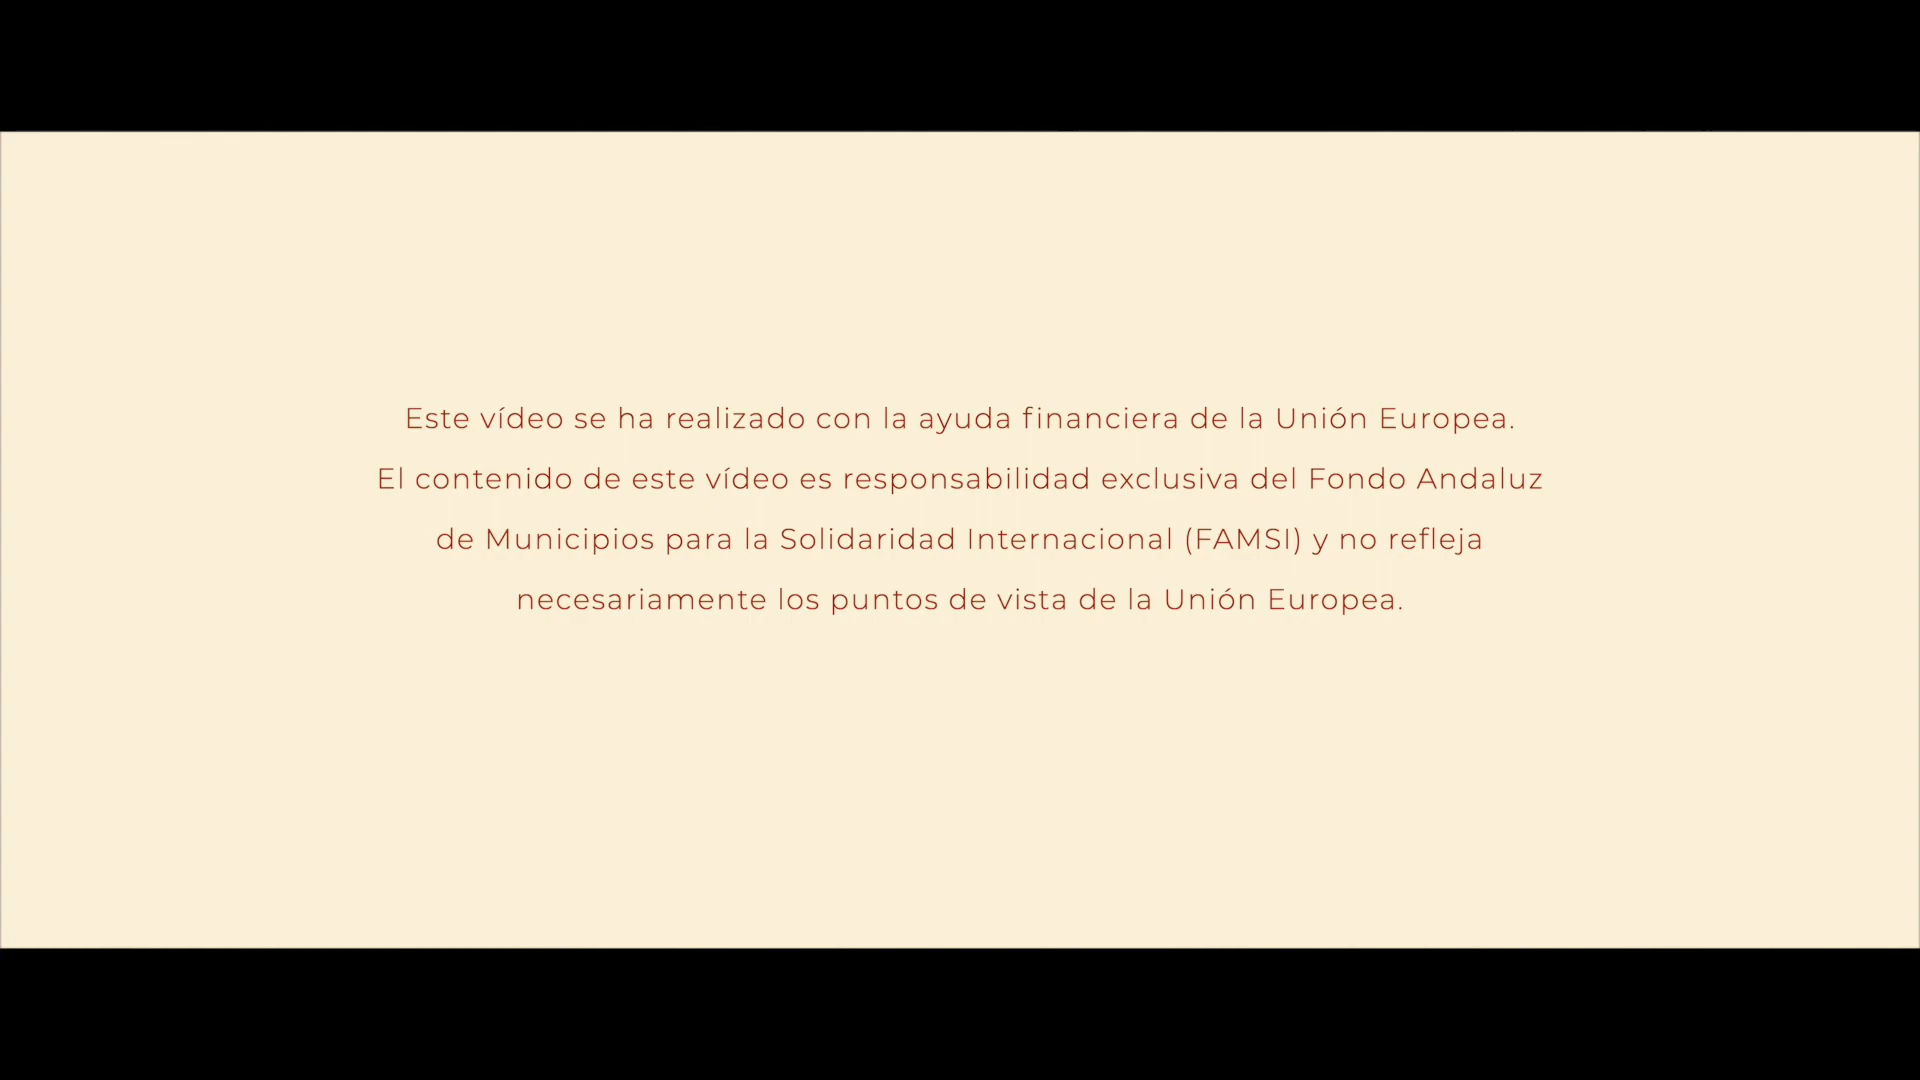 Este vídeo se ha realizado con la ayuda financiera de la Unión Europea.
El contenido de este vídeo es responsabilidad exclusiva del Fondo Andaluz
de Municipios para la Solidaridad Internacional (FAMSI) y no refleja
necesariamente los puntos de vista de la Unión Europea.